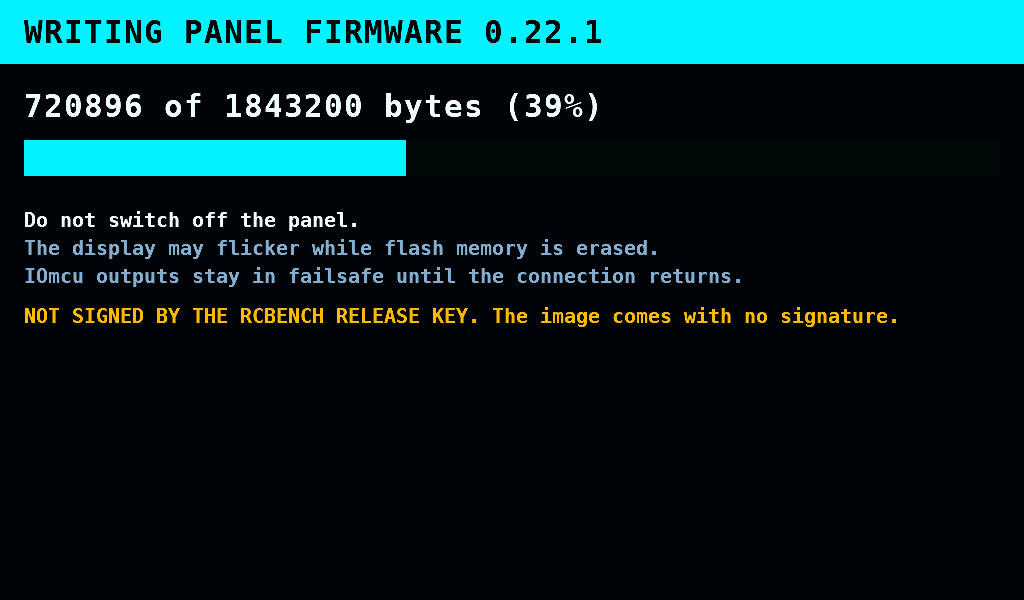 WRITING PANEL FIRMWARE 0.22.1
720896 of 1843200 bytes (39%)
Do not switch off the panel.
The display may flicker while flash memory is erased.
IOmcu outputs stay in failsafe until the connection returns.
NOT SIGNED BY THE RCBENCH RELEASE KEY. The image comes with no signature.